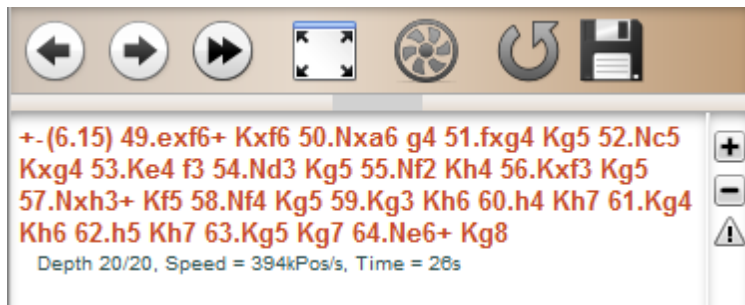 +-(6.15) 49.exf6+ Kxf6 50.Nxa6 g4 51.fxg4 Kg5 52.Nc5
Kxg4 53.Ke4 f3 54.Nd3 Kg5 55.Nf2 Kh4 56.Kxf3 Kg5
57.Nxh3+ Kf5 58.Nf4 Kg5 59.Kg3 Kh6 60.h4 Kh7 61.Kg4
Kh6 62.h5 Kh7 63.Kg5 Kg7 64.Ne6+ Kg8
Depth 20/20, Speed = 394kPos/s, Time = 26s